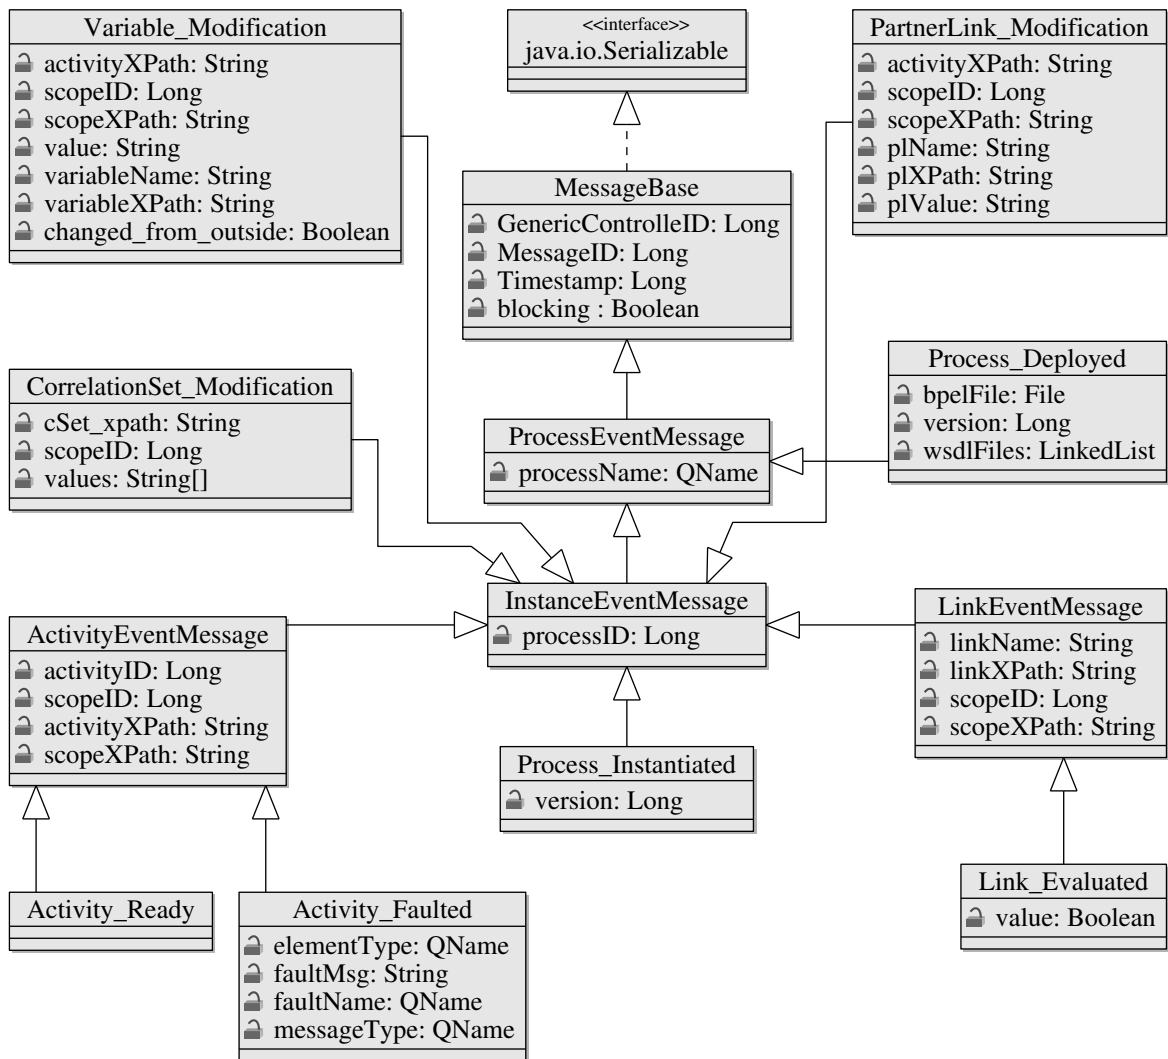 Variable_Modification
activityXPath: String
scopeID: Long
scopeXPath: String
value: String
variableName: String
variableXPath: String
changed_from_outside: Boolean
<<interface>>
java.io.Serializable
PartnerLink_Modification
activityXPath: String
scopeID: Long
scopeXPath: String
plName: String
plXPath: String
plValue: String
MessageBase
GenericControlleID: Long
MessageID: Long
Timestamp: Long
blocking : Boolean
CorrelationSet_Modification
cSet_xpath: String
scopeID: Long
values: String[]
ProcessEventMessage
processName: QName
Process_Deployed
bpelFile: File
version: Long
wsdlFiles: LinkedList
ActivityEventMessage
activityID: Long
scopeID: Long
activityXPath: String
scopeXPath: String
InstanceEventMessage
processID: Long
LinkEventMessage
linkName: String
linkXPath: String
scopeID: Long
scopeXPath: String
Process_Instantiated
version: Long
Activity_Ready
Activity_Faulted
elementType: QName
faultMsg: String
faultName: QName
messageType: QName
Link_Evaluated
value: Boolean